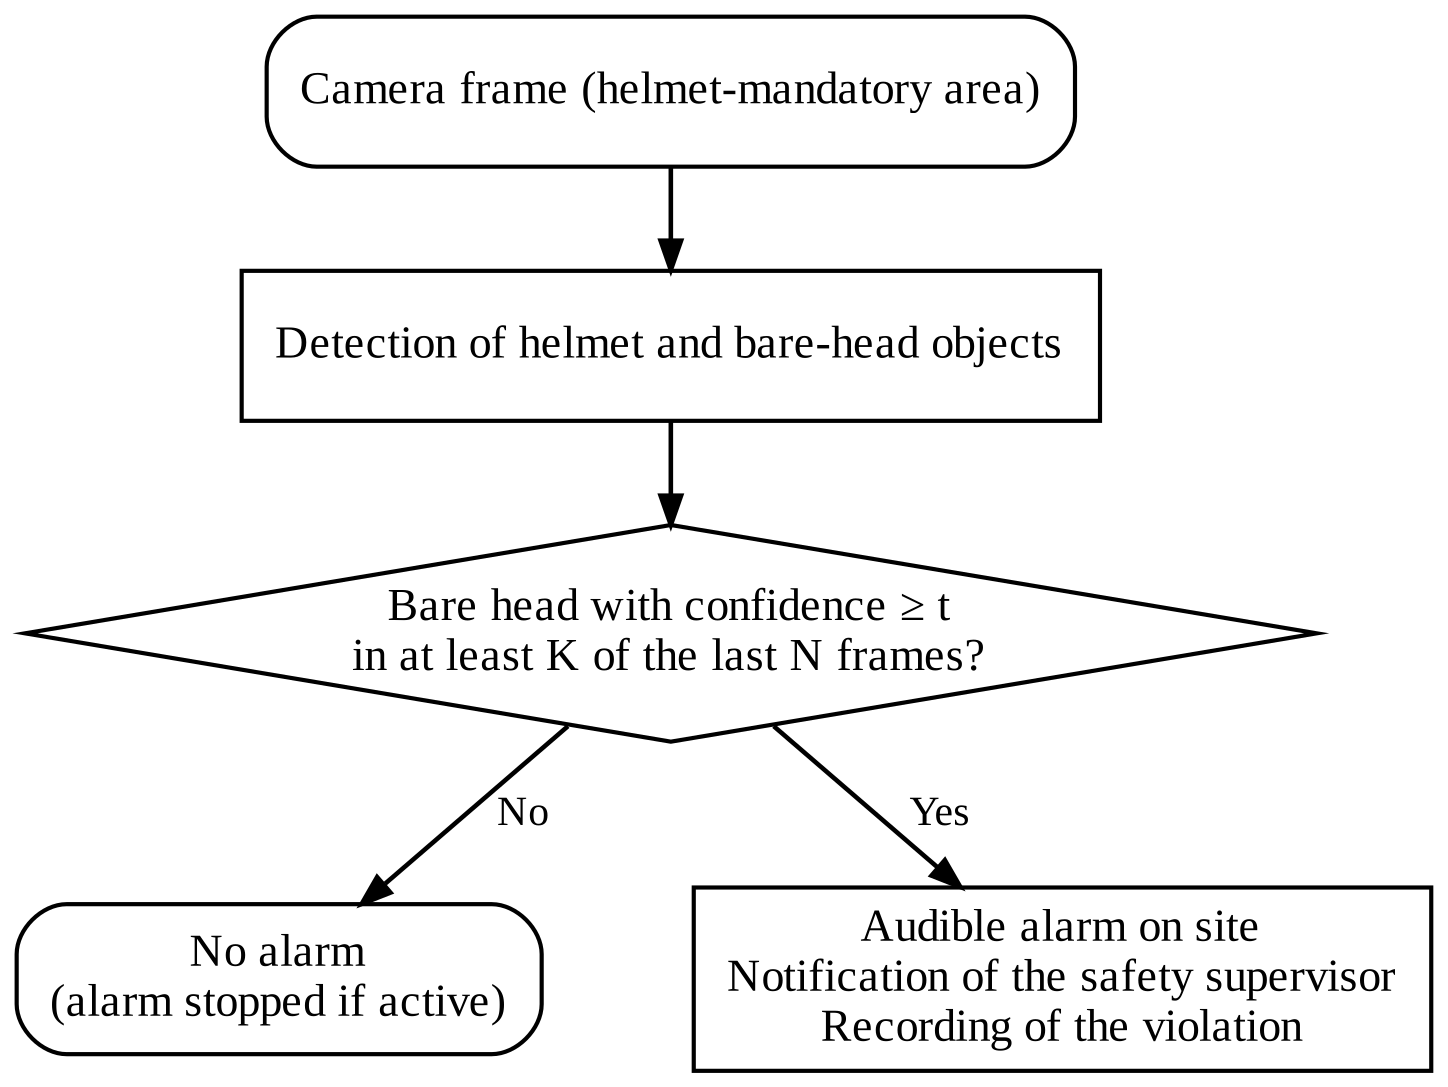 Camera frame (helmet-mandatory area)
Detection of helmet and bare-head objects
Bare head with confidence ≥ t
in at least K of the last N frames?
No
Yes
No alarm
(alarm stopped if active)
Audible alarm on site
Notification of the safety supervisor
Recording of the violation